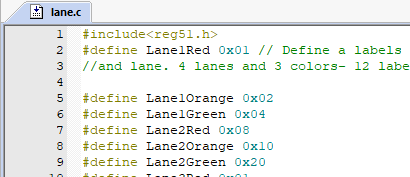 lane.c
1 #include<reg51.h>
2 #define Lane1Red 0x01 // Define a labels
3 //and lane. 4 lanes and 3 colors- 12 labe
4
5 #define Lane1Orange 0x02
6 #define Lane1Green 0x04
7 #define Lane2Red 0x08
8 #define Lane2Orange 0x10
9 #define Lane2Green 0x20